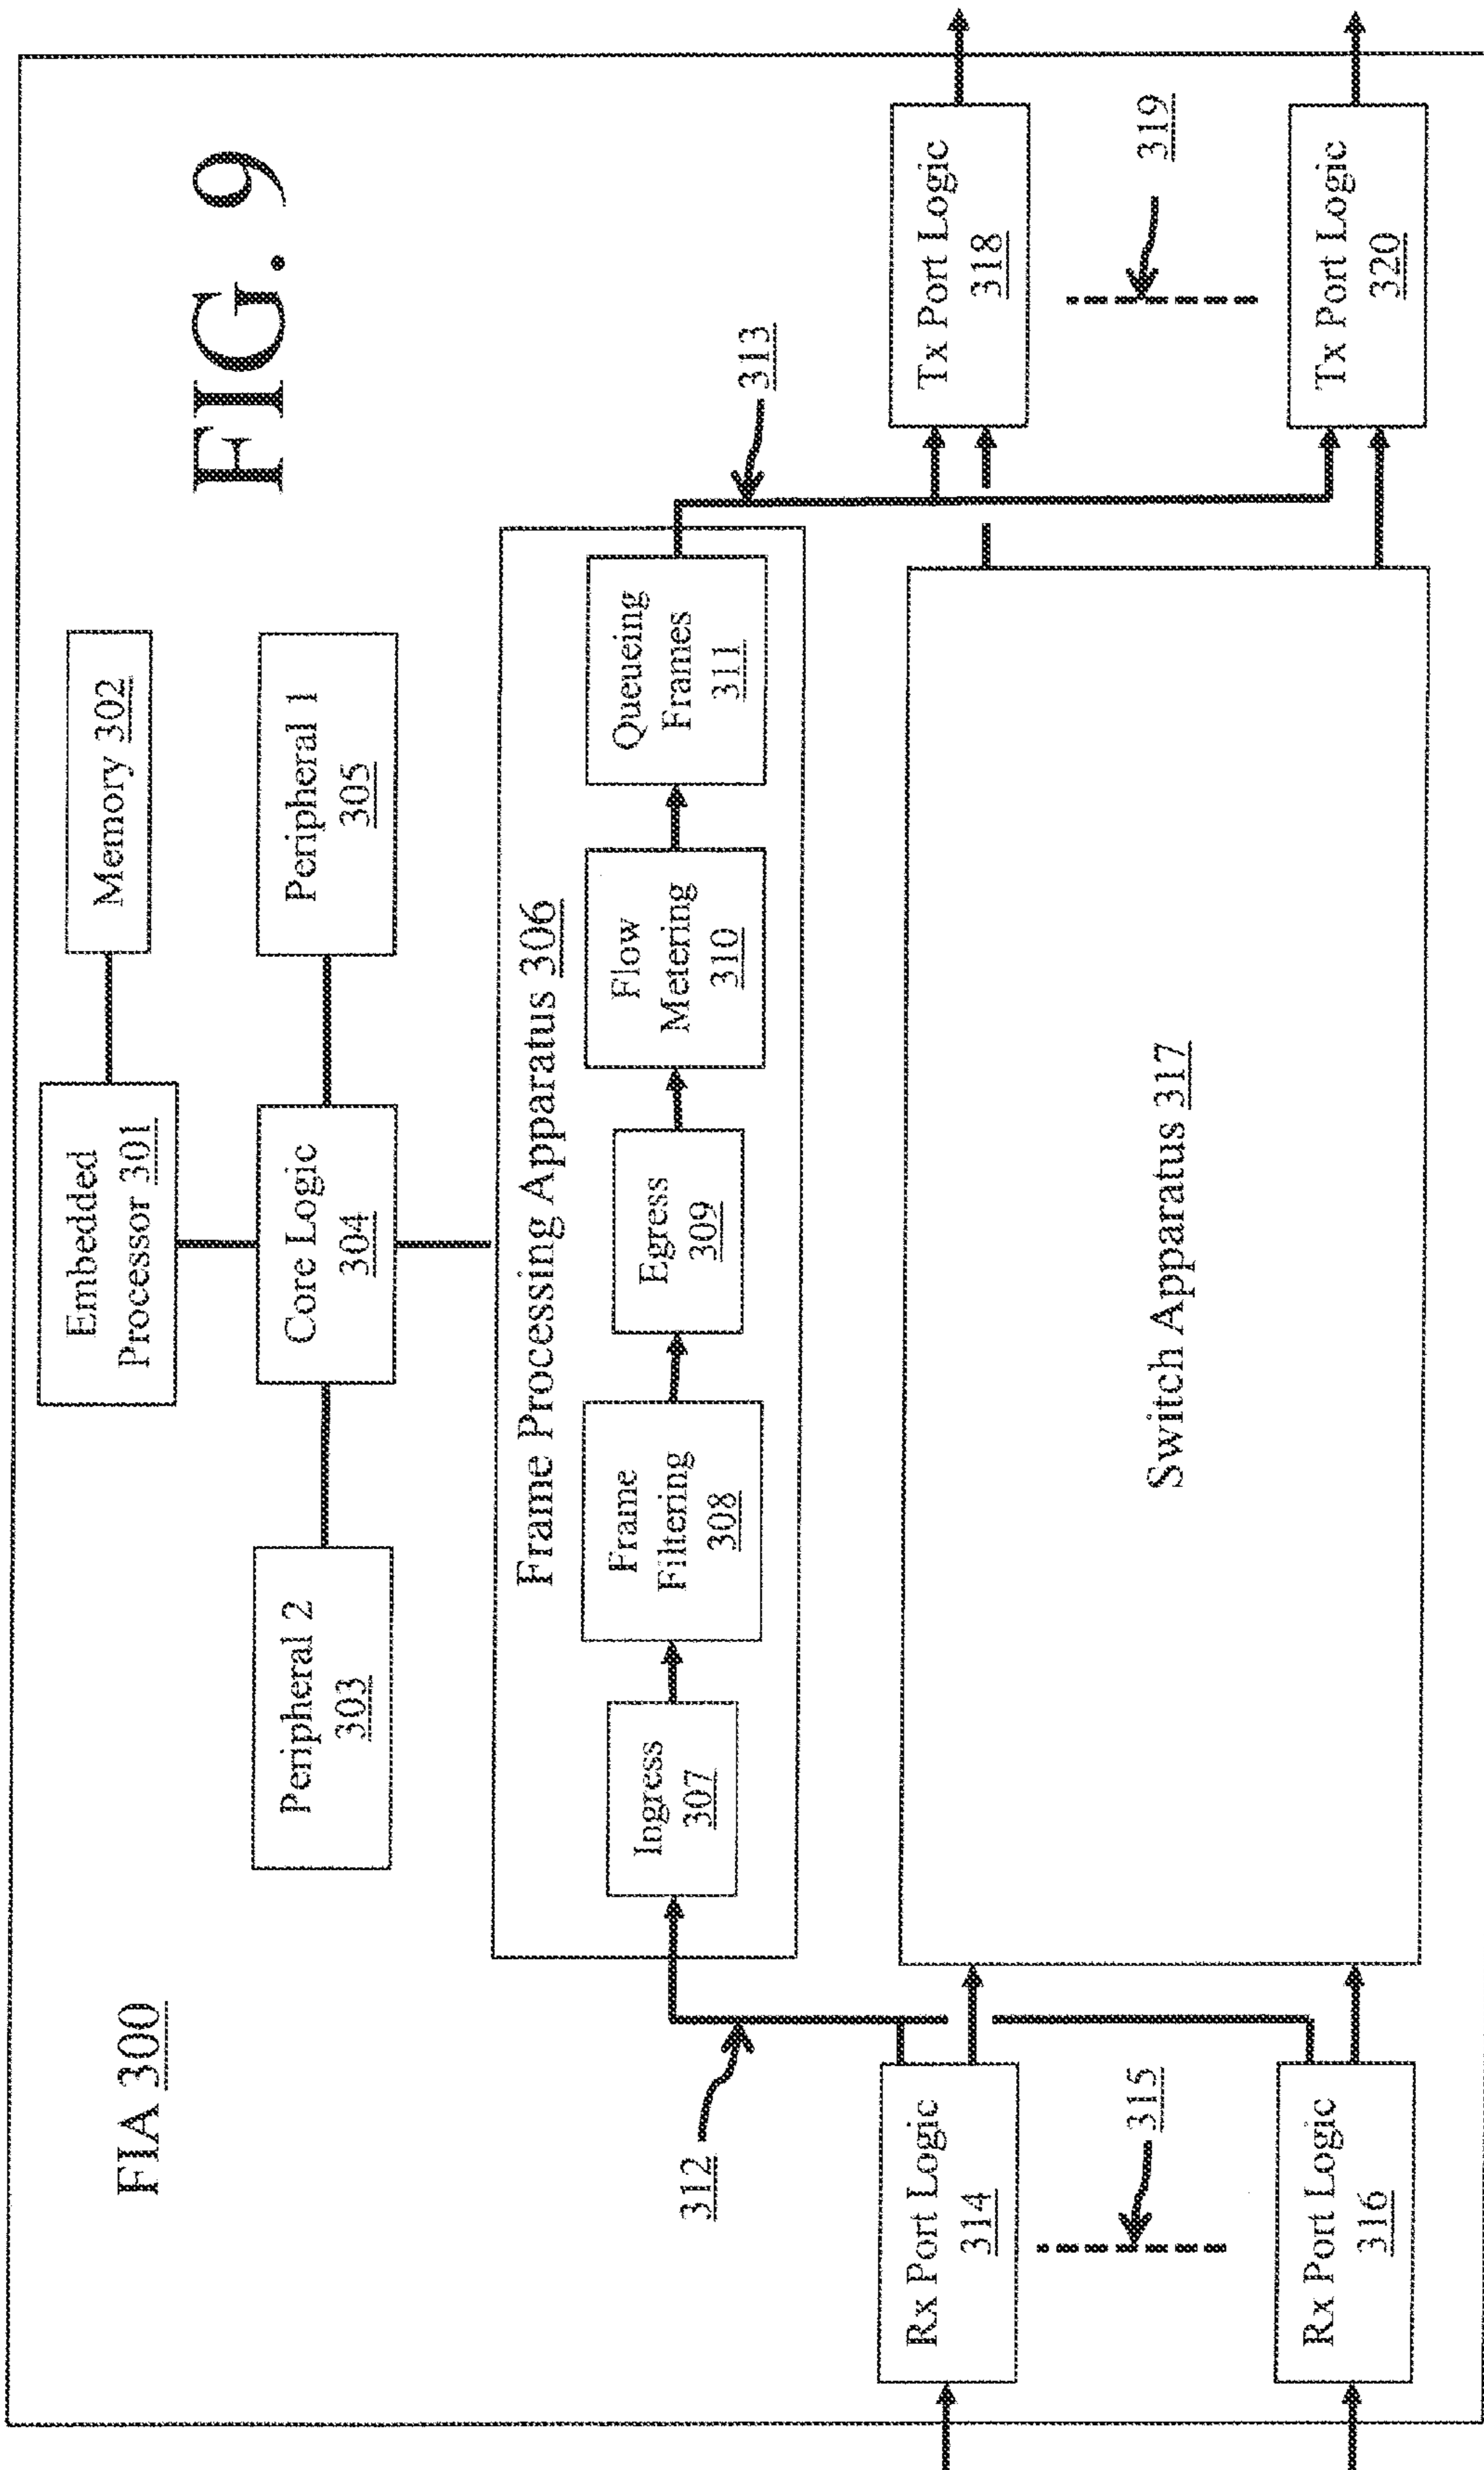 FIA 300
FIG. 9
Embedded
Processor 301
Memory 302
Peripheral 2
303
Core Logic
304
Peripheral 1
305
Frame Processing Apparatus 306
Ingress
307
Frame
Filtering
308
Egress
309
Flow
Metering
310
Queueing
Frames
311
312
313
Rx Port Logic
314
315
Rx Port Logic
316
Switch Apparatus 317
Tx Port Logic
318
319
Tx Port Logic
320